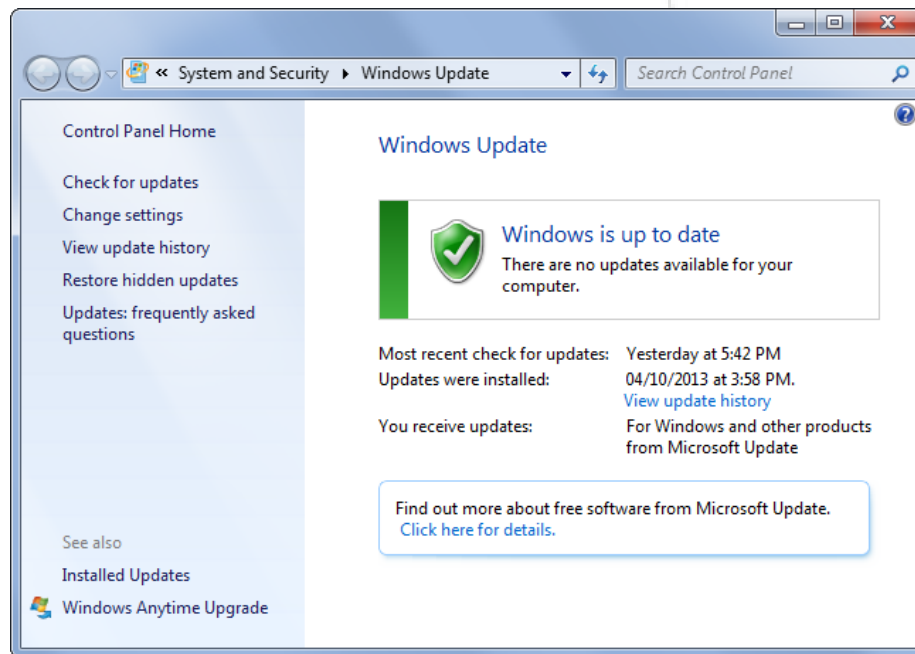 « System and Security ▸ Windows Update
Search Control Panel
Control Panel Home
Check for updates
Change settings
View update history
Restore hidden updates
Updates: frequently asked
questions
See also
Installed Updates
Windows Anytime Upgrade
Windows Update
Windows is up to date
There are no updates available for your
computer.
Most recent check for updates: Yesterday at 5:42 PM
Updates were installed: 04/10/2013 at 3:58 PM.
View update history
You receive updates: For Windows and other products
from Microsoft Update
Find out more about free software from Microsoft Update.
Click here for details.